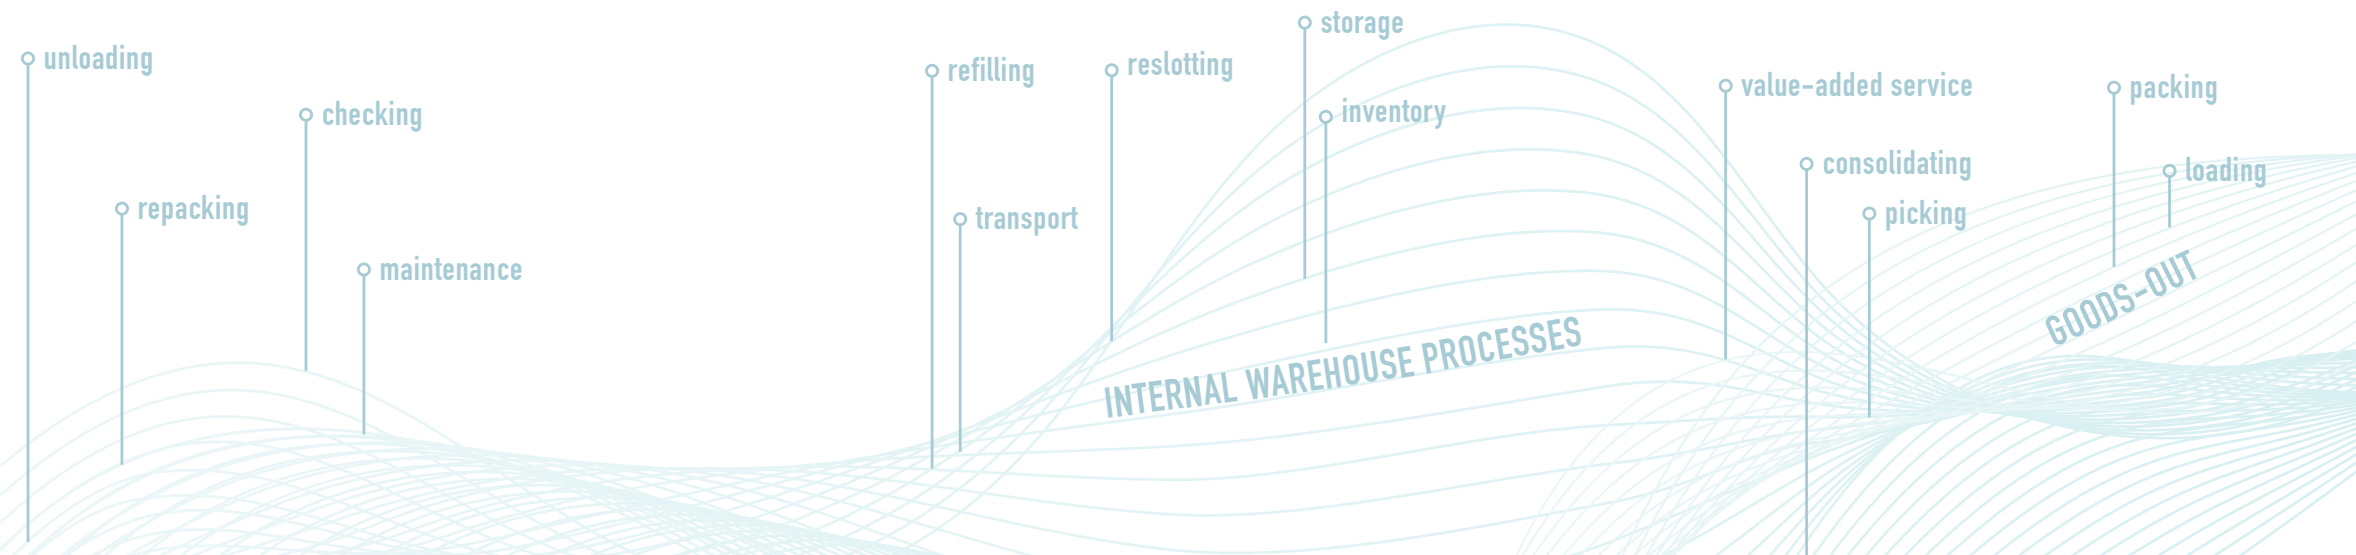 unloading
repacking
checking
maintenance
refilling
transport
reslotting
storage
inventory
INTERNAL WAREHOUSE PROCESSES
value-added service
consolidating
picking
packing
loading
GOODS-OUT